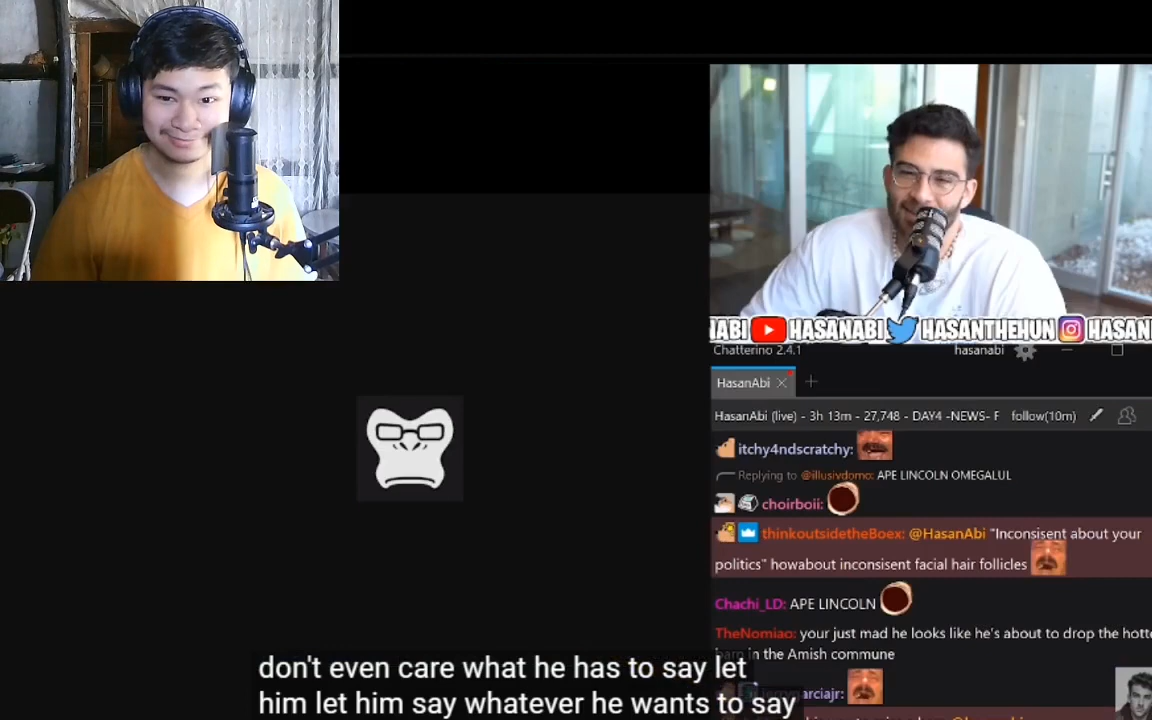 NABI HASANABI HASANTHEHUN HASAN
Chatterino 2.4.1 hasanabi
HasanAbi
HasanAbi (live) - 3h 13m - 27,748 - DAY4 -NEWS- F follow(10m)
itchy4ndscratchy:
Replying to @illusivdomo: APE LINCOLN OMEGALUL
choirboii:
thinkoutsidetheBoex: @HasanAbi "Inconsisent about your
politics" howabout inconsisent facial hair follicles
Chachi_LD: APE LINCOLN
TheNomiao: your just mad he looks like he's about to drop the hotte
in the Amish commune
don't even care what he has to say let
him let him say whatever he wants to say